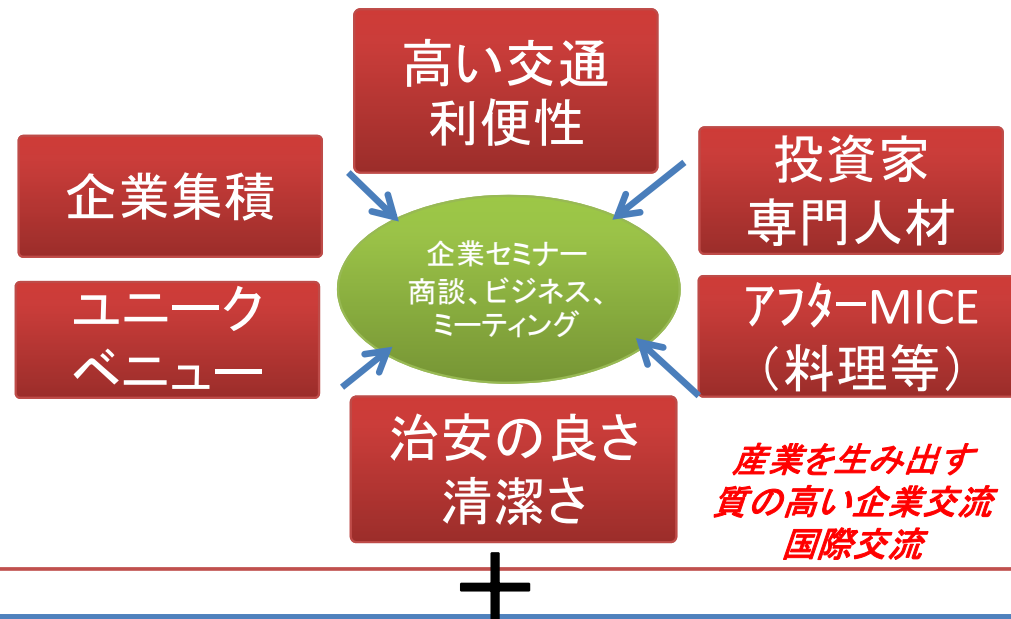 高い交通
利便性
企業集積
投資家
専門人材
企業セミナー
商談、ビジネス、
ミーティング
ユニーク
ベニュー
ｱﾌﾀｰMICE
（料理等）
治安の良さ
清潔さ
産業を生み出す
質の高い企業交流
国際交流
＋